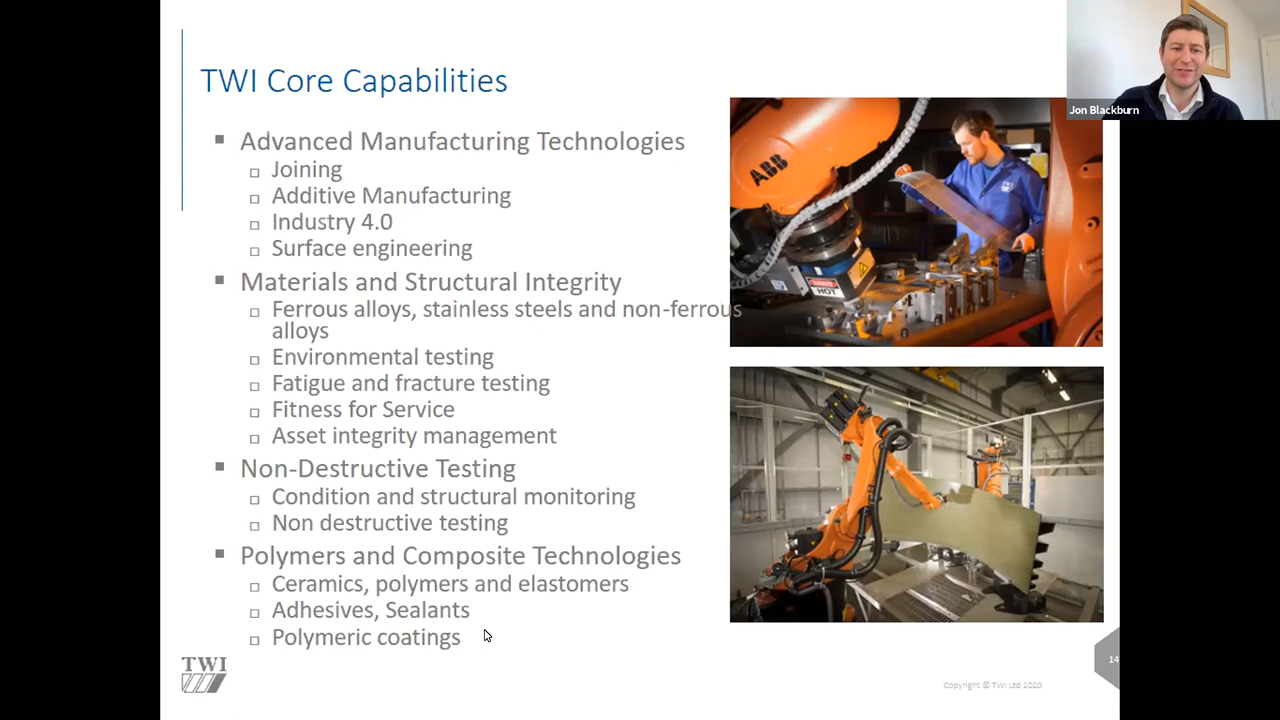 TWI Core Capabilities
Jon Blackburn
Advanced Manufacturing Technologies
Joining
Additive Manufacturing
Industry 4.0
Surface engineering
Materials and Structural Integrity
Ferrous alloys, stainless steels and non-ferrous
alloys
Environmental testing
Fatigue and fracture testing
Fitness for Service
Asset integrity management
Non-Destructive Testing
Condition and structural monitoring
Non destructive testing
Polymers and Composite Technologies
Ceramics, polymers and elastomers
Adhesives, Sealants
Polymeric coatings
ABB
DANGER
HOT
TWI
14
Copyright © TWI Ltd 2020